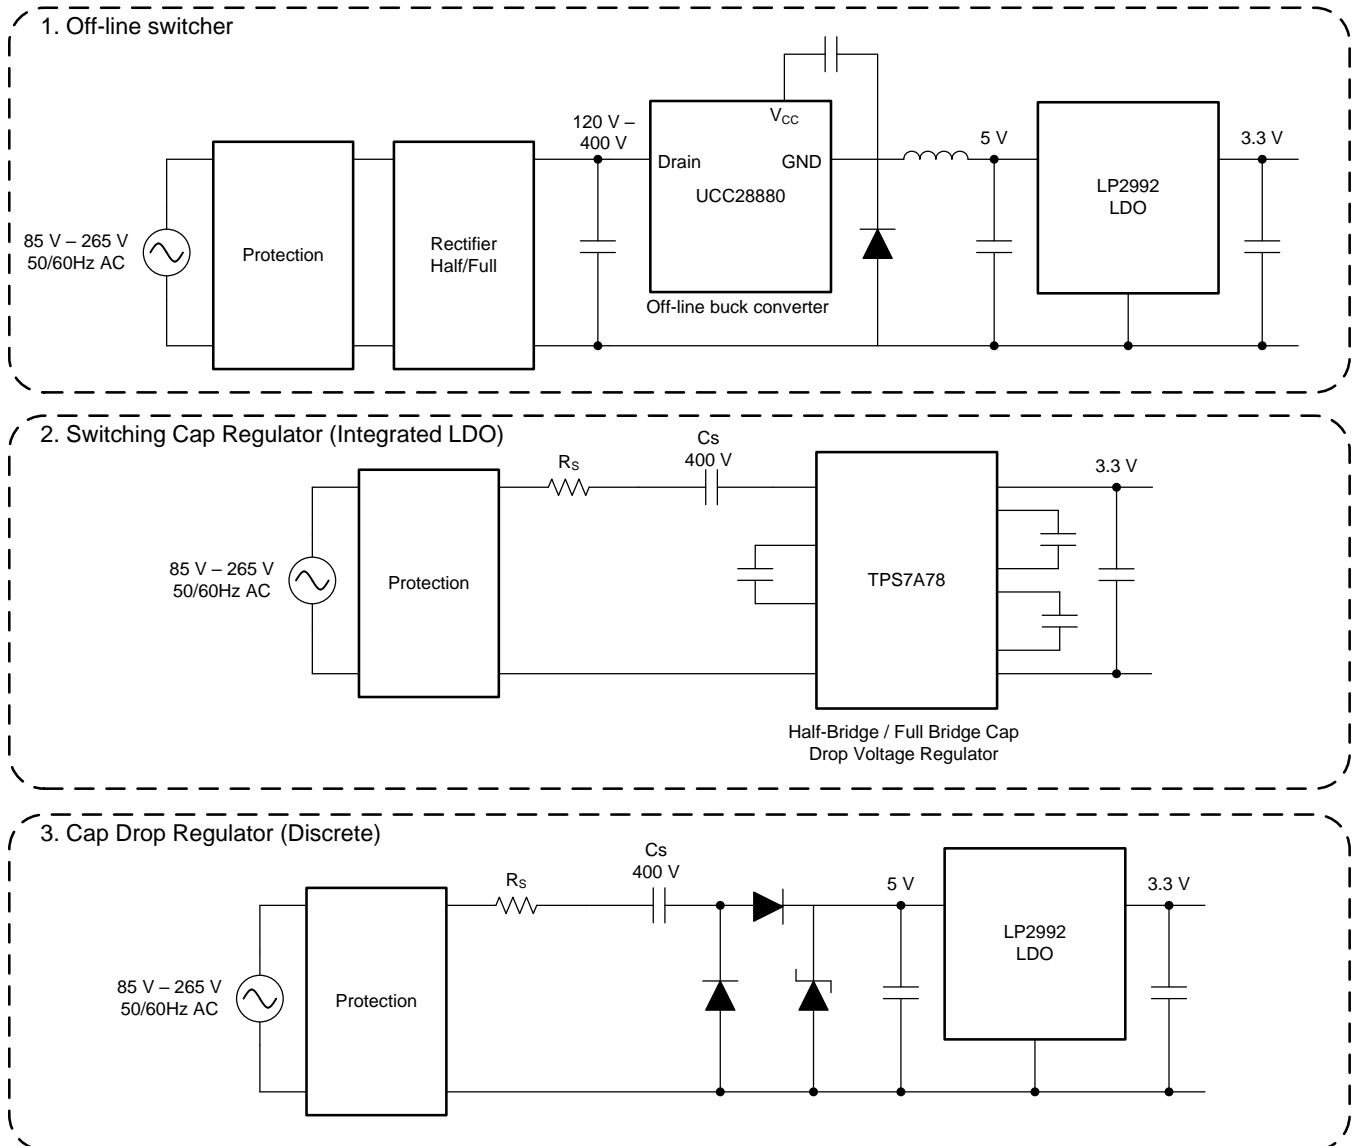 1. Off-line switcher
85 V – 265 V
50/60Hz AC
Protection
Rectifier
Half/Full
120 V –
400 V
VCC
Drain
GND
UCC28880
Off-line buck converter
5 V
LP2992
LDO
3.3 V
2. Switching Cap Regulator (Integrated LDO)
85 V – 265 V
50/60Hz AC
Protection
RS
Cs
400 V
TPS7A78
Half-Bridge / Full Bridge Cap
Drop Voltage Regulator
3.3 V
3. Cap Drop Regulator (Discrete)
85 V – 265 V
50/60Hz AC
Protection
RS
Cs
400 V
5 V
LP2992
LDO
3.3 V